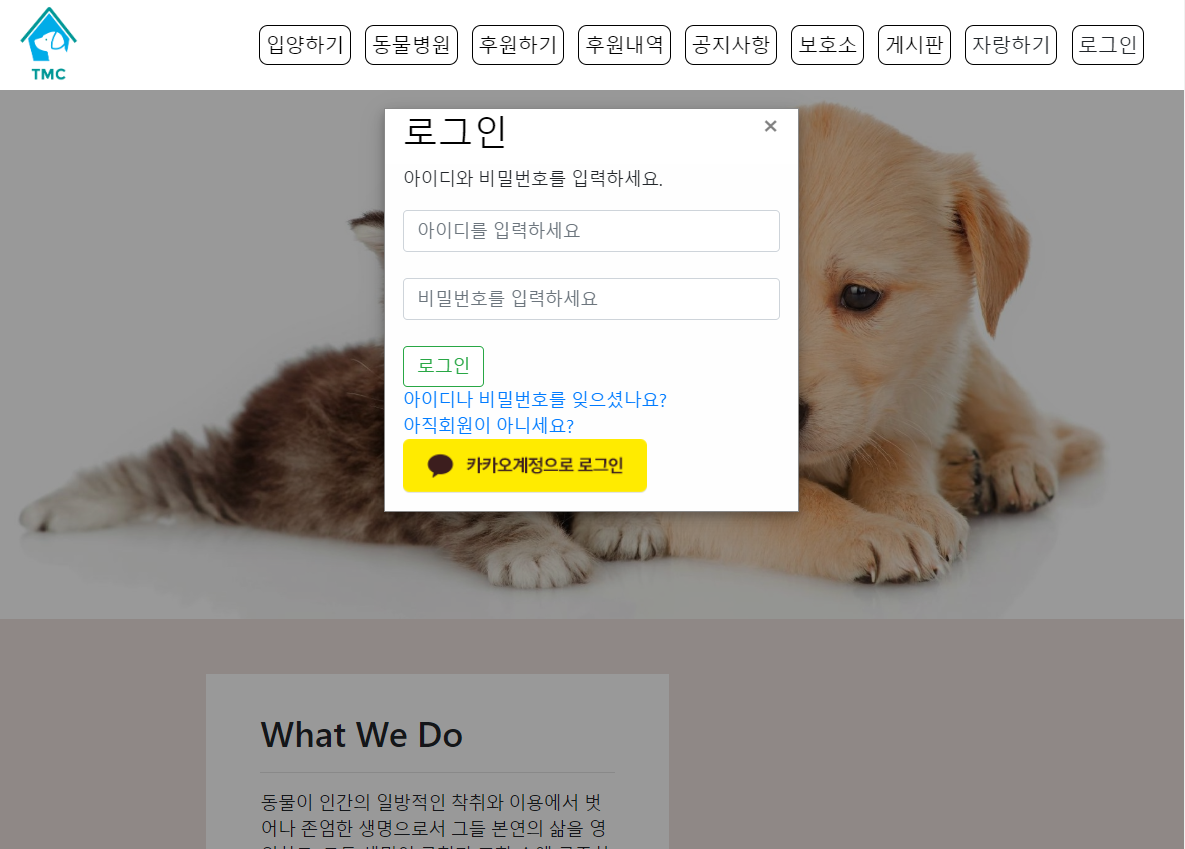 TMC
입양하기 동물병원 후원하기 후원내역 공지사항 보호소 게시판 자랑하기 로그인
로그인
×
아이디와 비밀번호를 입력하세요.
아이디를 입력하세요
비밀번호를 입력하세요
로그인
아이디나 비밀번호를 잊으셨나요?
아직회원이 아니세요?
카카오계정으로 로그인
What We Do
동물이 인간의 일방적인 착취와 이용에서 벗
어나 존엄한 생명으로서 그들 본연의 삶을 영